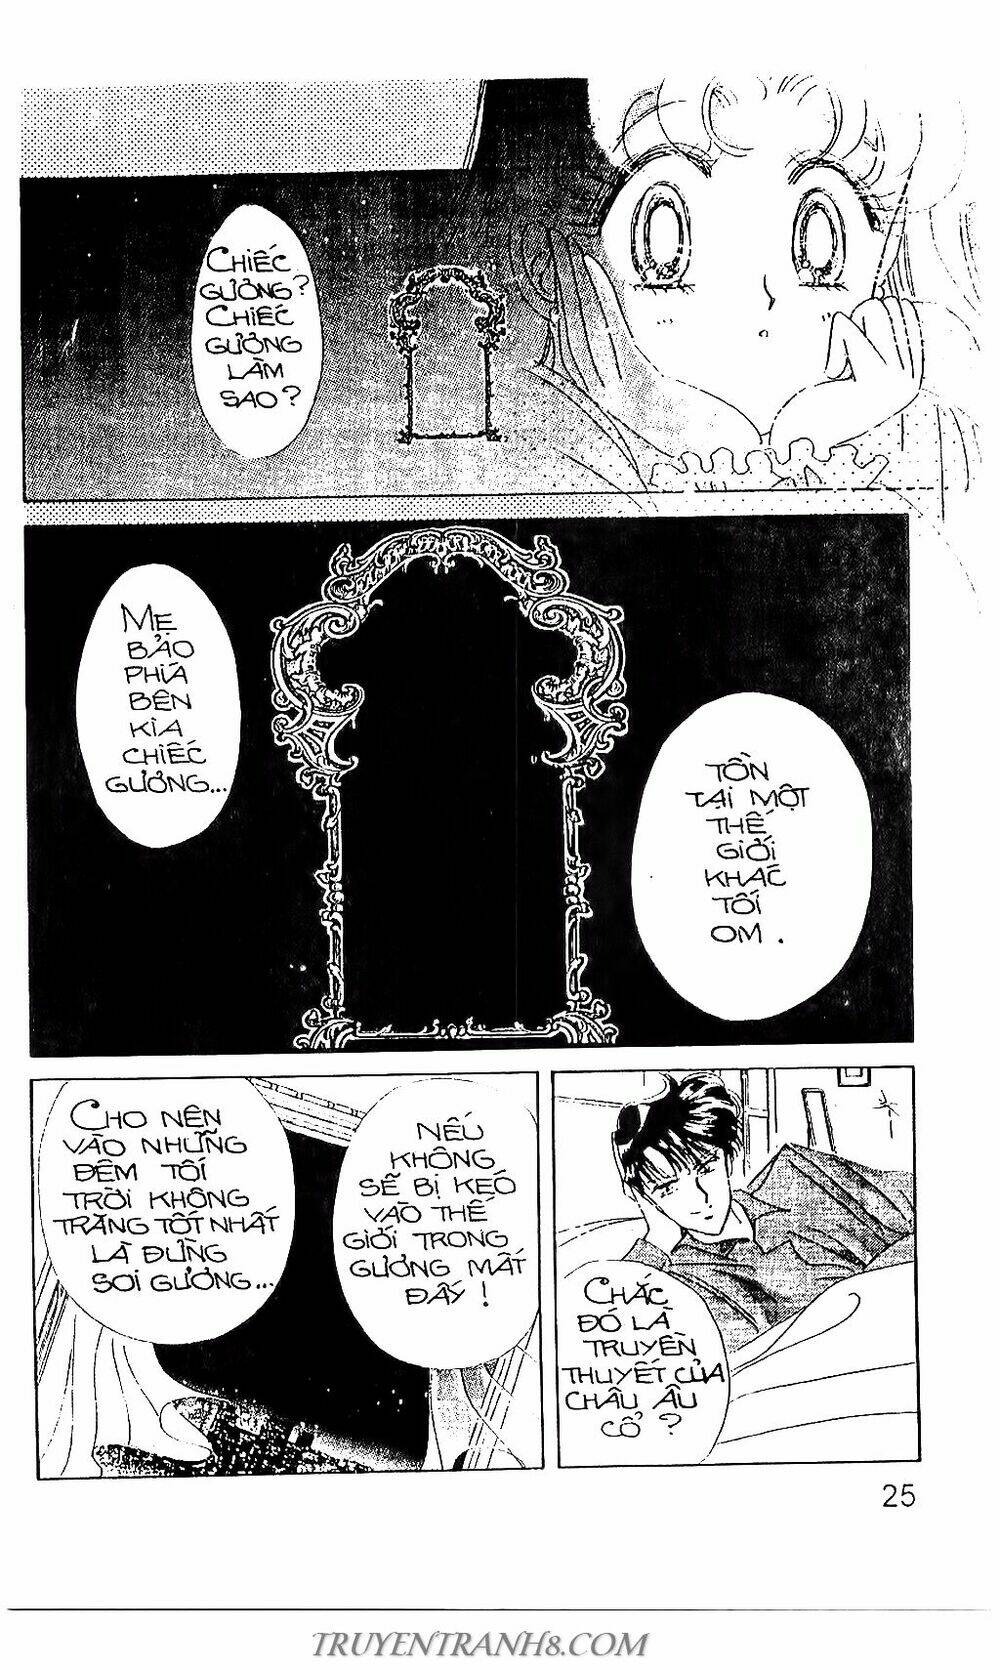 CHIẾC
GƯƠNG?
CHIẾC
GƯƠNG
LÀM
SAO?
MẸ
BẢO
PHÍA
BÊN
KIA
CHIẾC
GƯƠNG...
TỒN
TẠI MỘT
THẾ
GIỚI
KHÁC
TỐI
OM.
CHO NÊN
VÀO NHỮNG
ĐÊM TỐI
TRỜI KHÔNG
TRĂNG TỐT NHẤT
LÀ ĐỪNG
SOI GƯƠNG...
NẾU
KHÔNG
SẼ BỊ KÉO
VÀO THẾ
GIỚI TRONG
GƯƠNG MẤT
ĐẤY!
CHẮC
ĐÓ LÀ
TRUYỀN
THUYẾT CỦA
CHÂU ÂU
CỔ?
25
TRUYENTRANH8.COM